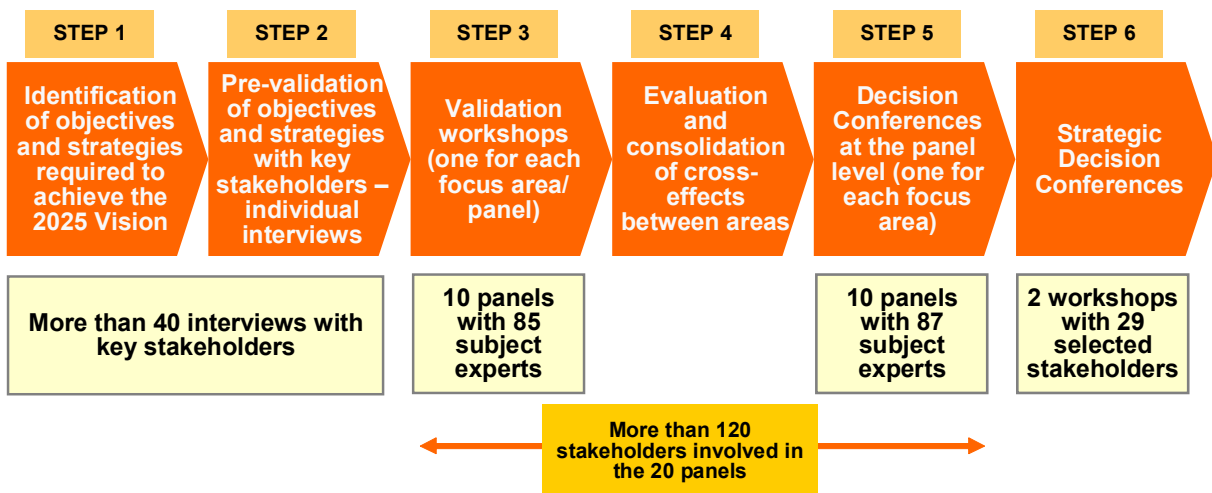 STEP 1
STEP 2
STEP 3
STEP 4
STEP 5
STEP 6
Identification
of objectives
and strategies
required to
achieve the
2025 Vision
Pre-validation
of objectives
and strategies
with key
stakeholders –
individual
interviews
Validation
workshops
(one for each
focus area/
panel)
Evaluation
and
consolidation
of cross-
effects
between areas
Decision
Conferences
at the panel
level (one for
each focus
area)
Strategic
Decision
Conferences
More than 40 interviews with
key stakeholders
10 panels
with 85
subject
experts
10 panels
with 87
subject
experts
2 workshops
with 29
selected
stakeholders
More than 120
stakeholders involved in
the 20 panels